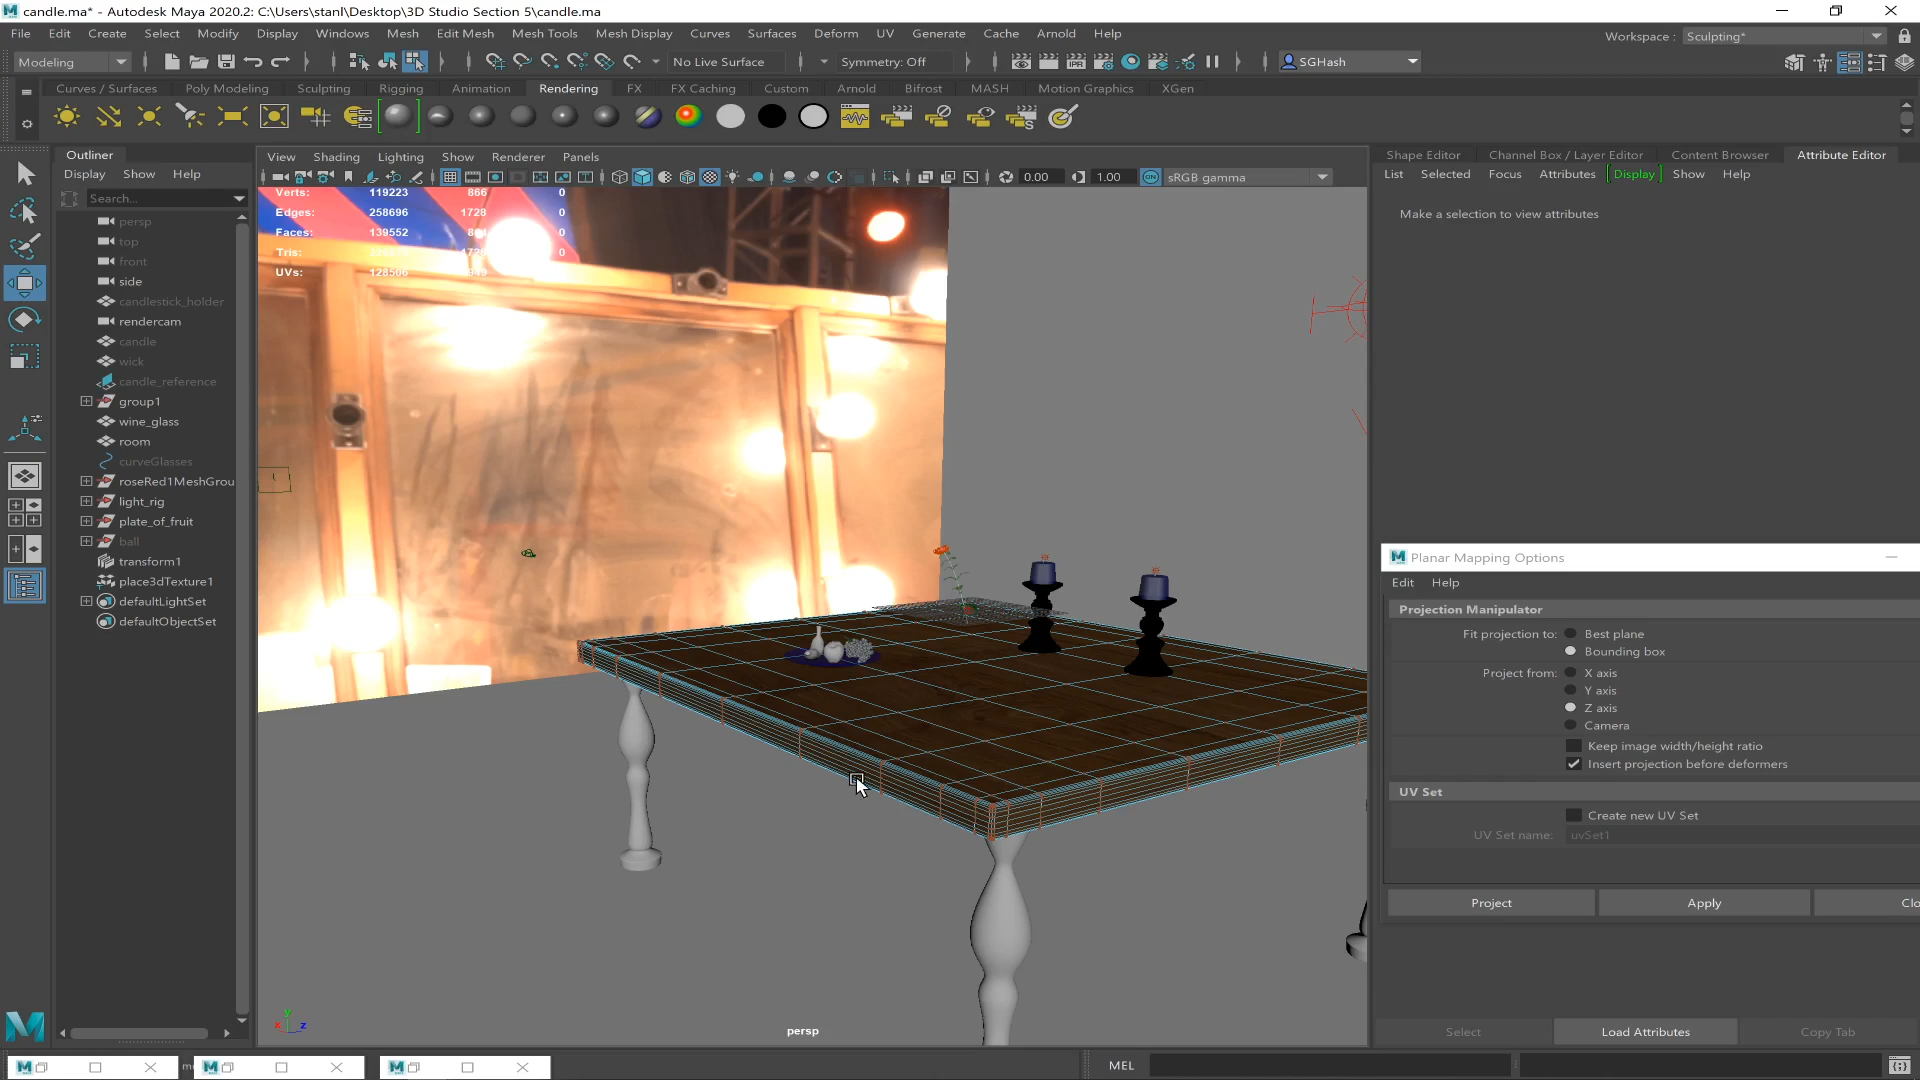 candle.ma* - Autodesk Maya 2020.2: C:\Users\stanl\Desktop\3D Studio Section 5\candle.ma
File Edit Create Select Modify Display Windows Mesh Edit Mesh Mesh Tools Mesh Display Curves Surfaces Deform UV Generate Cache Arnold Help
Workspace : Sculpting*
Modeling No Live Surface Symmetry: Off SGHash
Curves / Surfaces Poly Modeling Sculpting Rigging Animation Rendering FX FX Caching Custom Arnold Bifrost MASH Motion Graphics XGen
Outliner
Display Show Help
Search...
persp
top
front
side
candlestick_holder
rendercam
candle
wick
candle_reference
group1
wine_glass
room
curveGlasses
roseRed1MeshGrou
light_rig
plate_of_fruit
ball
transform1
place3dTexture1
defaultLightSet
defaultObjectSet
View Shading Lighting Show Renderer Panels
0.00 1.00 ON sRGB gamma
Verts: 119223 866 0
Edges: 258696 1728 0
Faces: 139552 0
Tris: 0
UVs: 128506
persp
Shape Editor Channel Box / Layer Editor Content Browser Attribute Editor
List Selected Focus Attributes Display Show Help
Make a selection to view attributes
Planar Mapping Options
Edit Help
Projection Manipulator
Fit projection to: Best plane
Bounding box
Project from: X axis
Y axis
Z axis
Camera
Keep image width/height ratio
Insert projection before deformers
UV Set
Create new UV Set
UV Set name: uvSet1
Project Apply Clo
Select Load Attributes Copy Tab
MEL